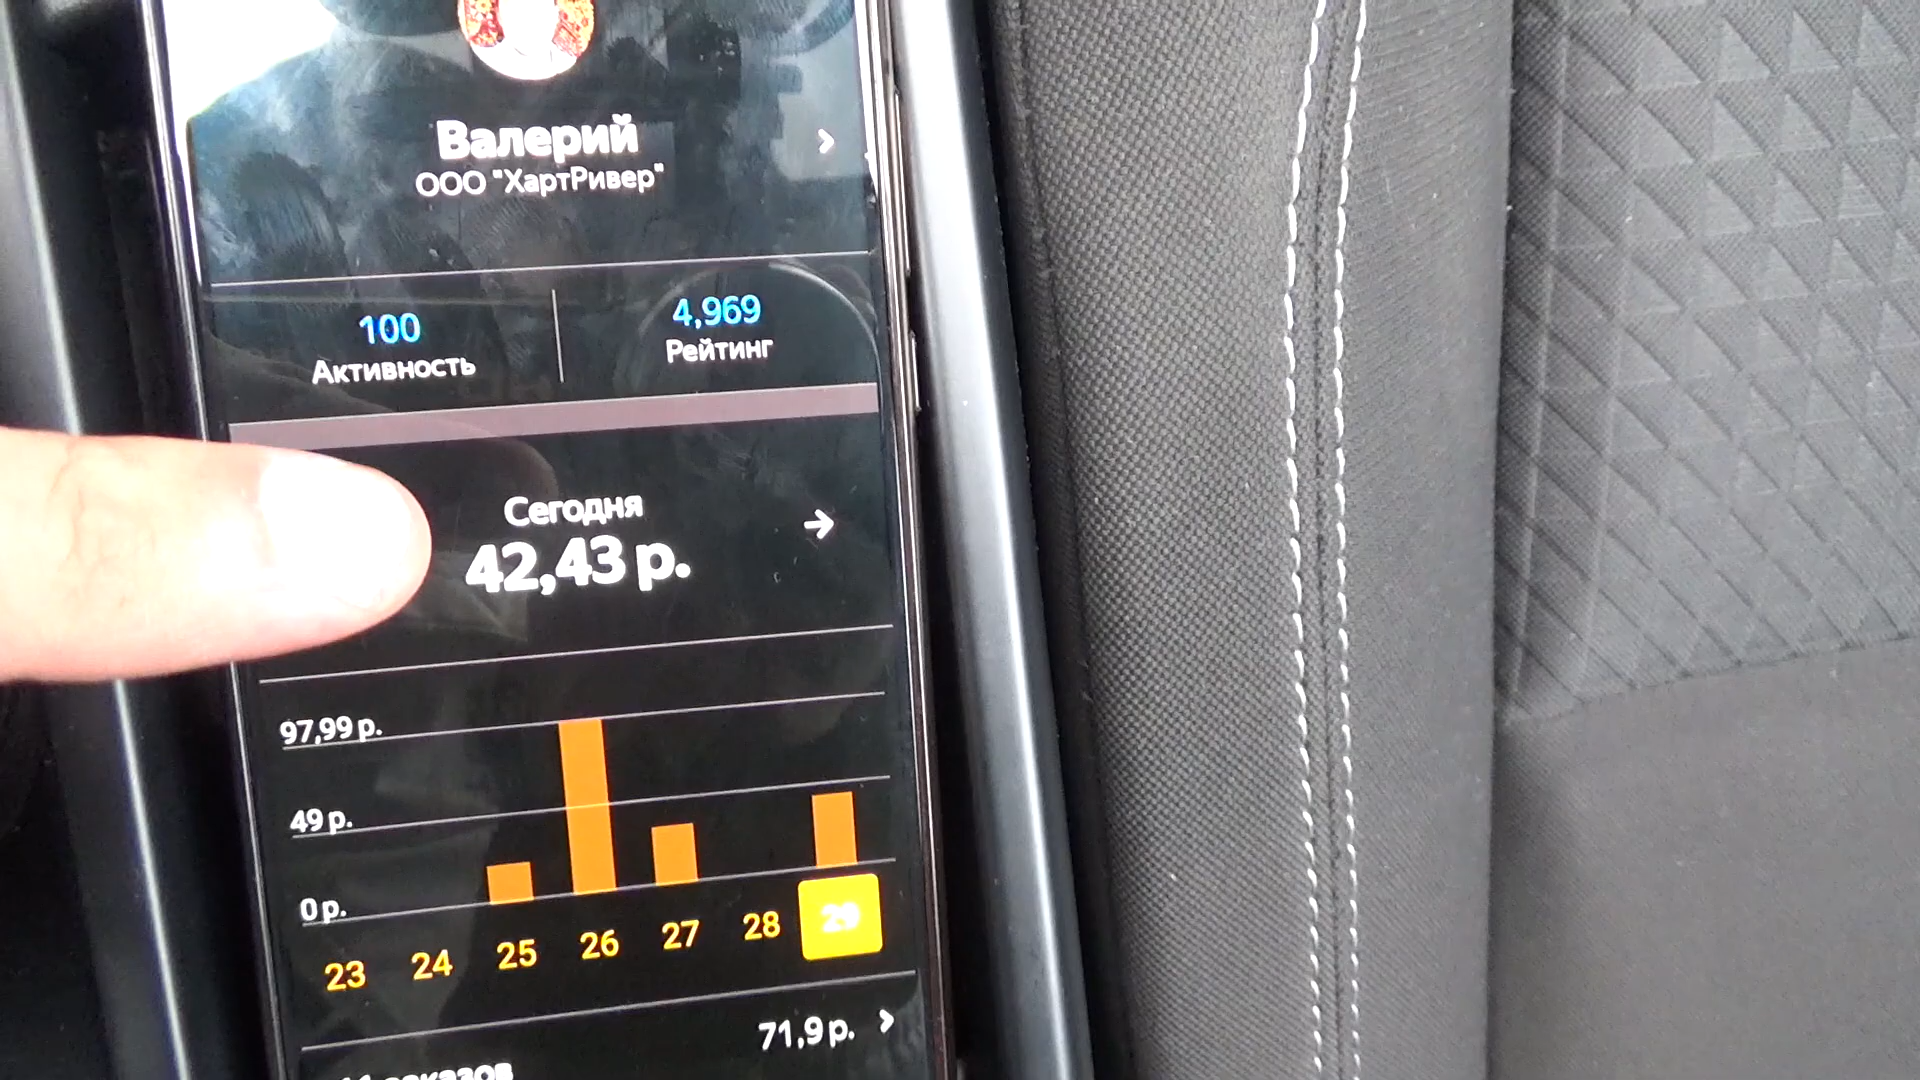 Валерий
ООО "ХартРивер"
100
Активность
4,969
Рейтинг
Сегодня
42,43 р.
97,99 р.
49 р.
0 р.
23 24 25 26 27 28 29
71,9 р.
заказов